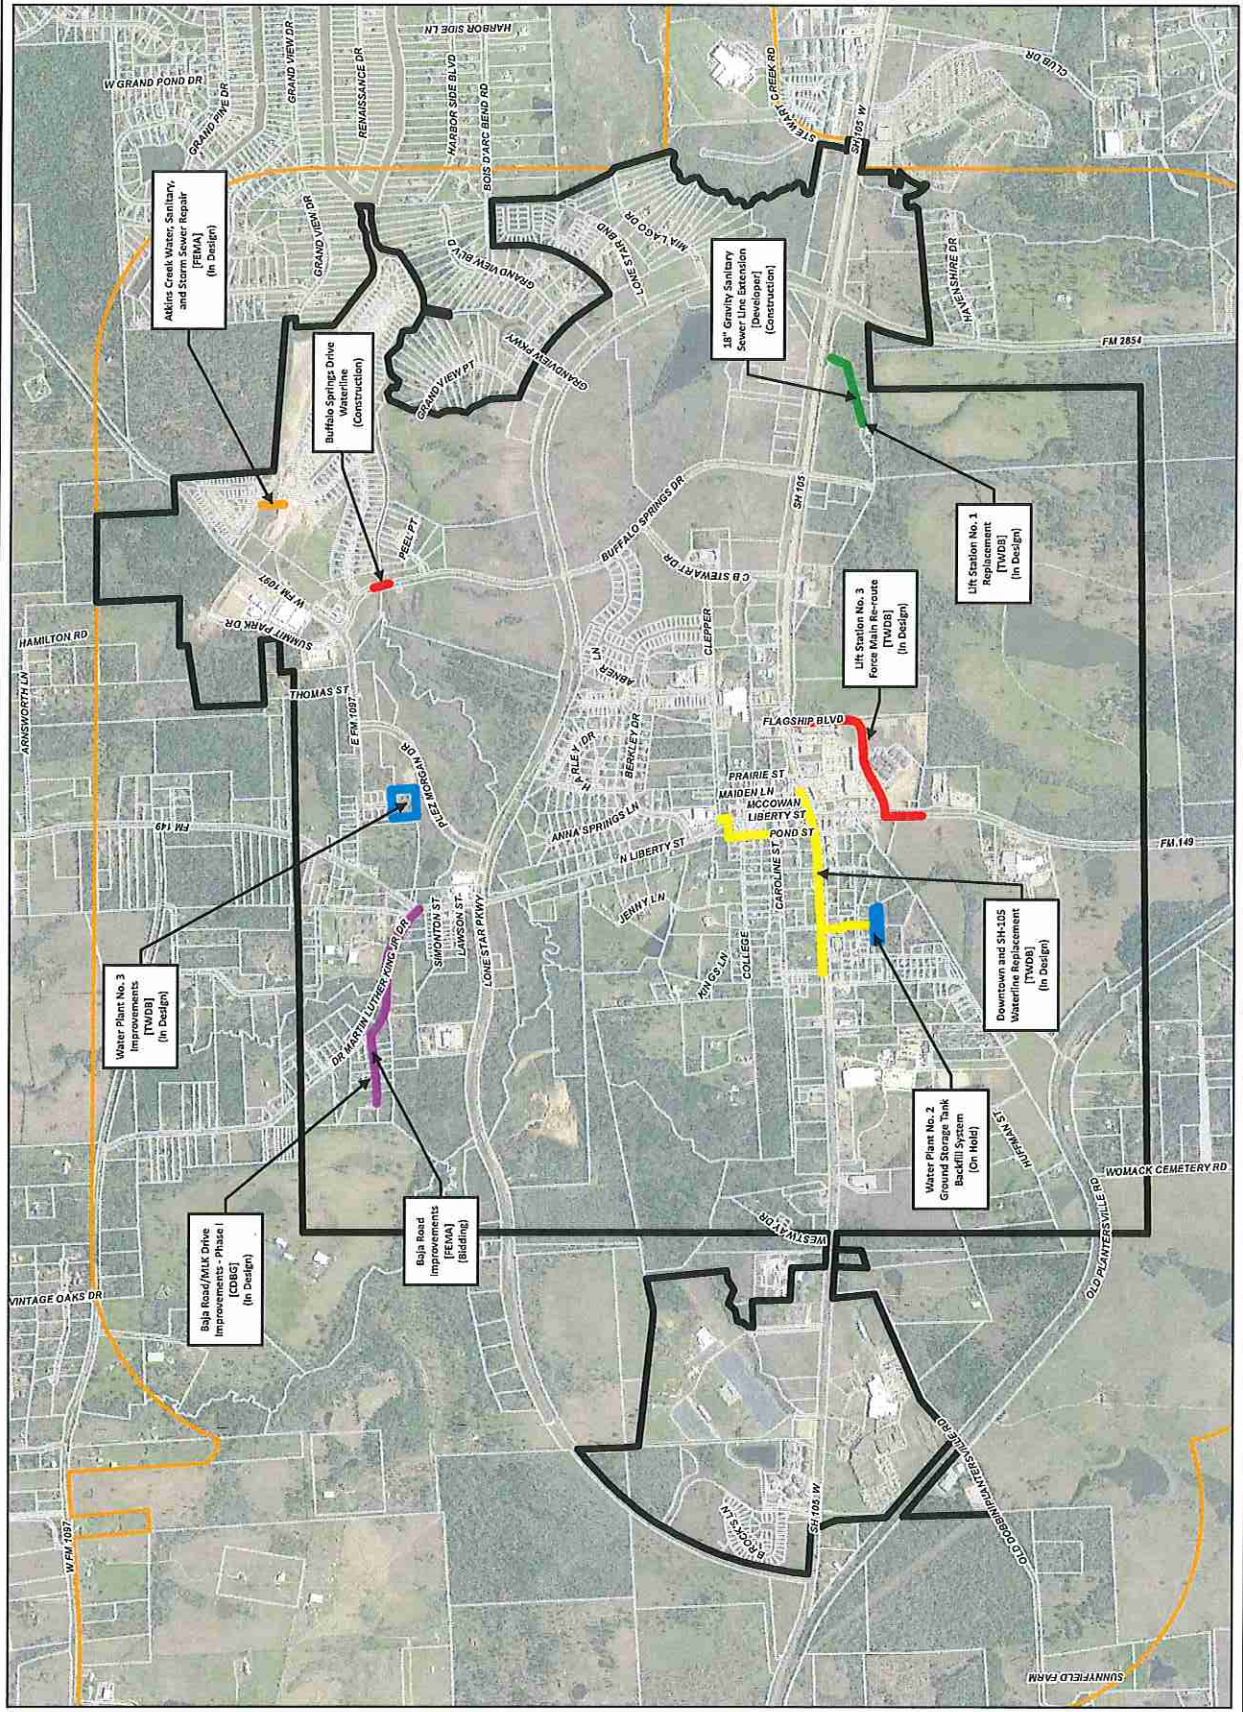 Atkins Creek Water, Sanitary,
and Storm Sewer Repair
[FEMA]
(In Design)
Buffalo Springs Drive
Waterline
(Construction)
18" Gravity Sanitary
Sewer Line Extension
[Developer]
(Construction)
Lift Station No. 1
Replacement
[TWDB]
(In Design)
Lift Station No. 3
Force Main Re-route
[TWDB]
(In Design)
Water Plant No. 3
Improvements
[TWDB]
(In Design)
Downtown and SH-105
Waterline Replacement
[TWDB]
(In Design)
Water Plant No. 2
Ground Storage Tank
Backfill System
(On Hold)
Baja Road/MLK Drive
Improvements - Phase I
[CDBG]
(In Design)
Baja Road
Improvements
[FEMA]
(Bidding)
W GRAND POND DR
GRAND PINE DR
GRAND VIEW DR
RENAISSANCE DR
HARBOR SIDE LN
HARBOR SIDE BLVD
BOIS D'ARC BEND RD
GRAND VIEW DR
GRAND VIEW BLVD
LONE STAR BND
MIA LAGO DR
STEWART CREEK RD
SH 105 W
CLUB DR
HAVENSHIRE DR
FM 2854
GRAND VIEW PT
GRANDVIEW PKWY
PEEL PT
BUFFALO SPRINGS DR
C B STEWART DR
SH 105
HAMILTON RD
ARNSWORTH LN
W FM 1097
SUMMIT PARK DR
THOMAS ST
E FM 1097
PLEZ MORGAN DR
ABNER LN
CLEPPER
HARLEY DR
BERKLEY DR
FLAGSHIP BLVD
PRAIRIE ST
MAIDEN LN
MCCOWAN
LIBERTY ST
POND ST
ANNA SPRINGS LN
N LIBERTY ST
CAROLINE ST
FM 149
FM 149
DR MARTIN LUTHER KING JR DR
SIMONTON ST
LAWSON ST
LONE STAR PKWY
JENNY LN
KINGS LN
COLLEGE
HUFFMAN ST
WOMACK CEMETERY RD
OLD PLANTERSVILLE RD
WESTWAY DR
VINTAGE OAKS DR
W FM 1097
BROCK'S LN
SH 105 W
OLD DOBBIN/PLANTERSVILLE RD
SUNNYFIELD FARM